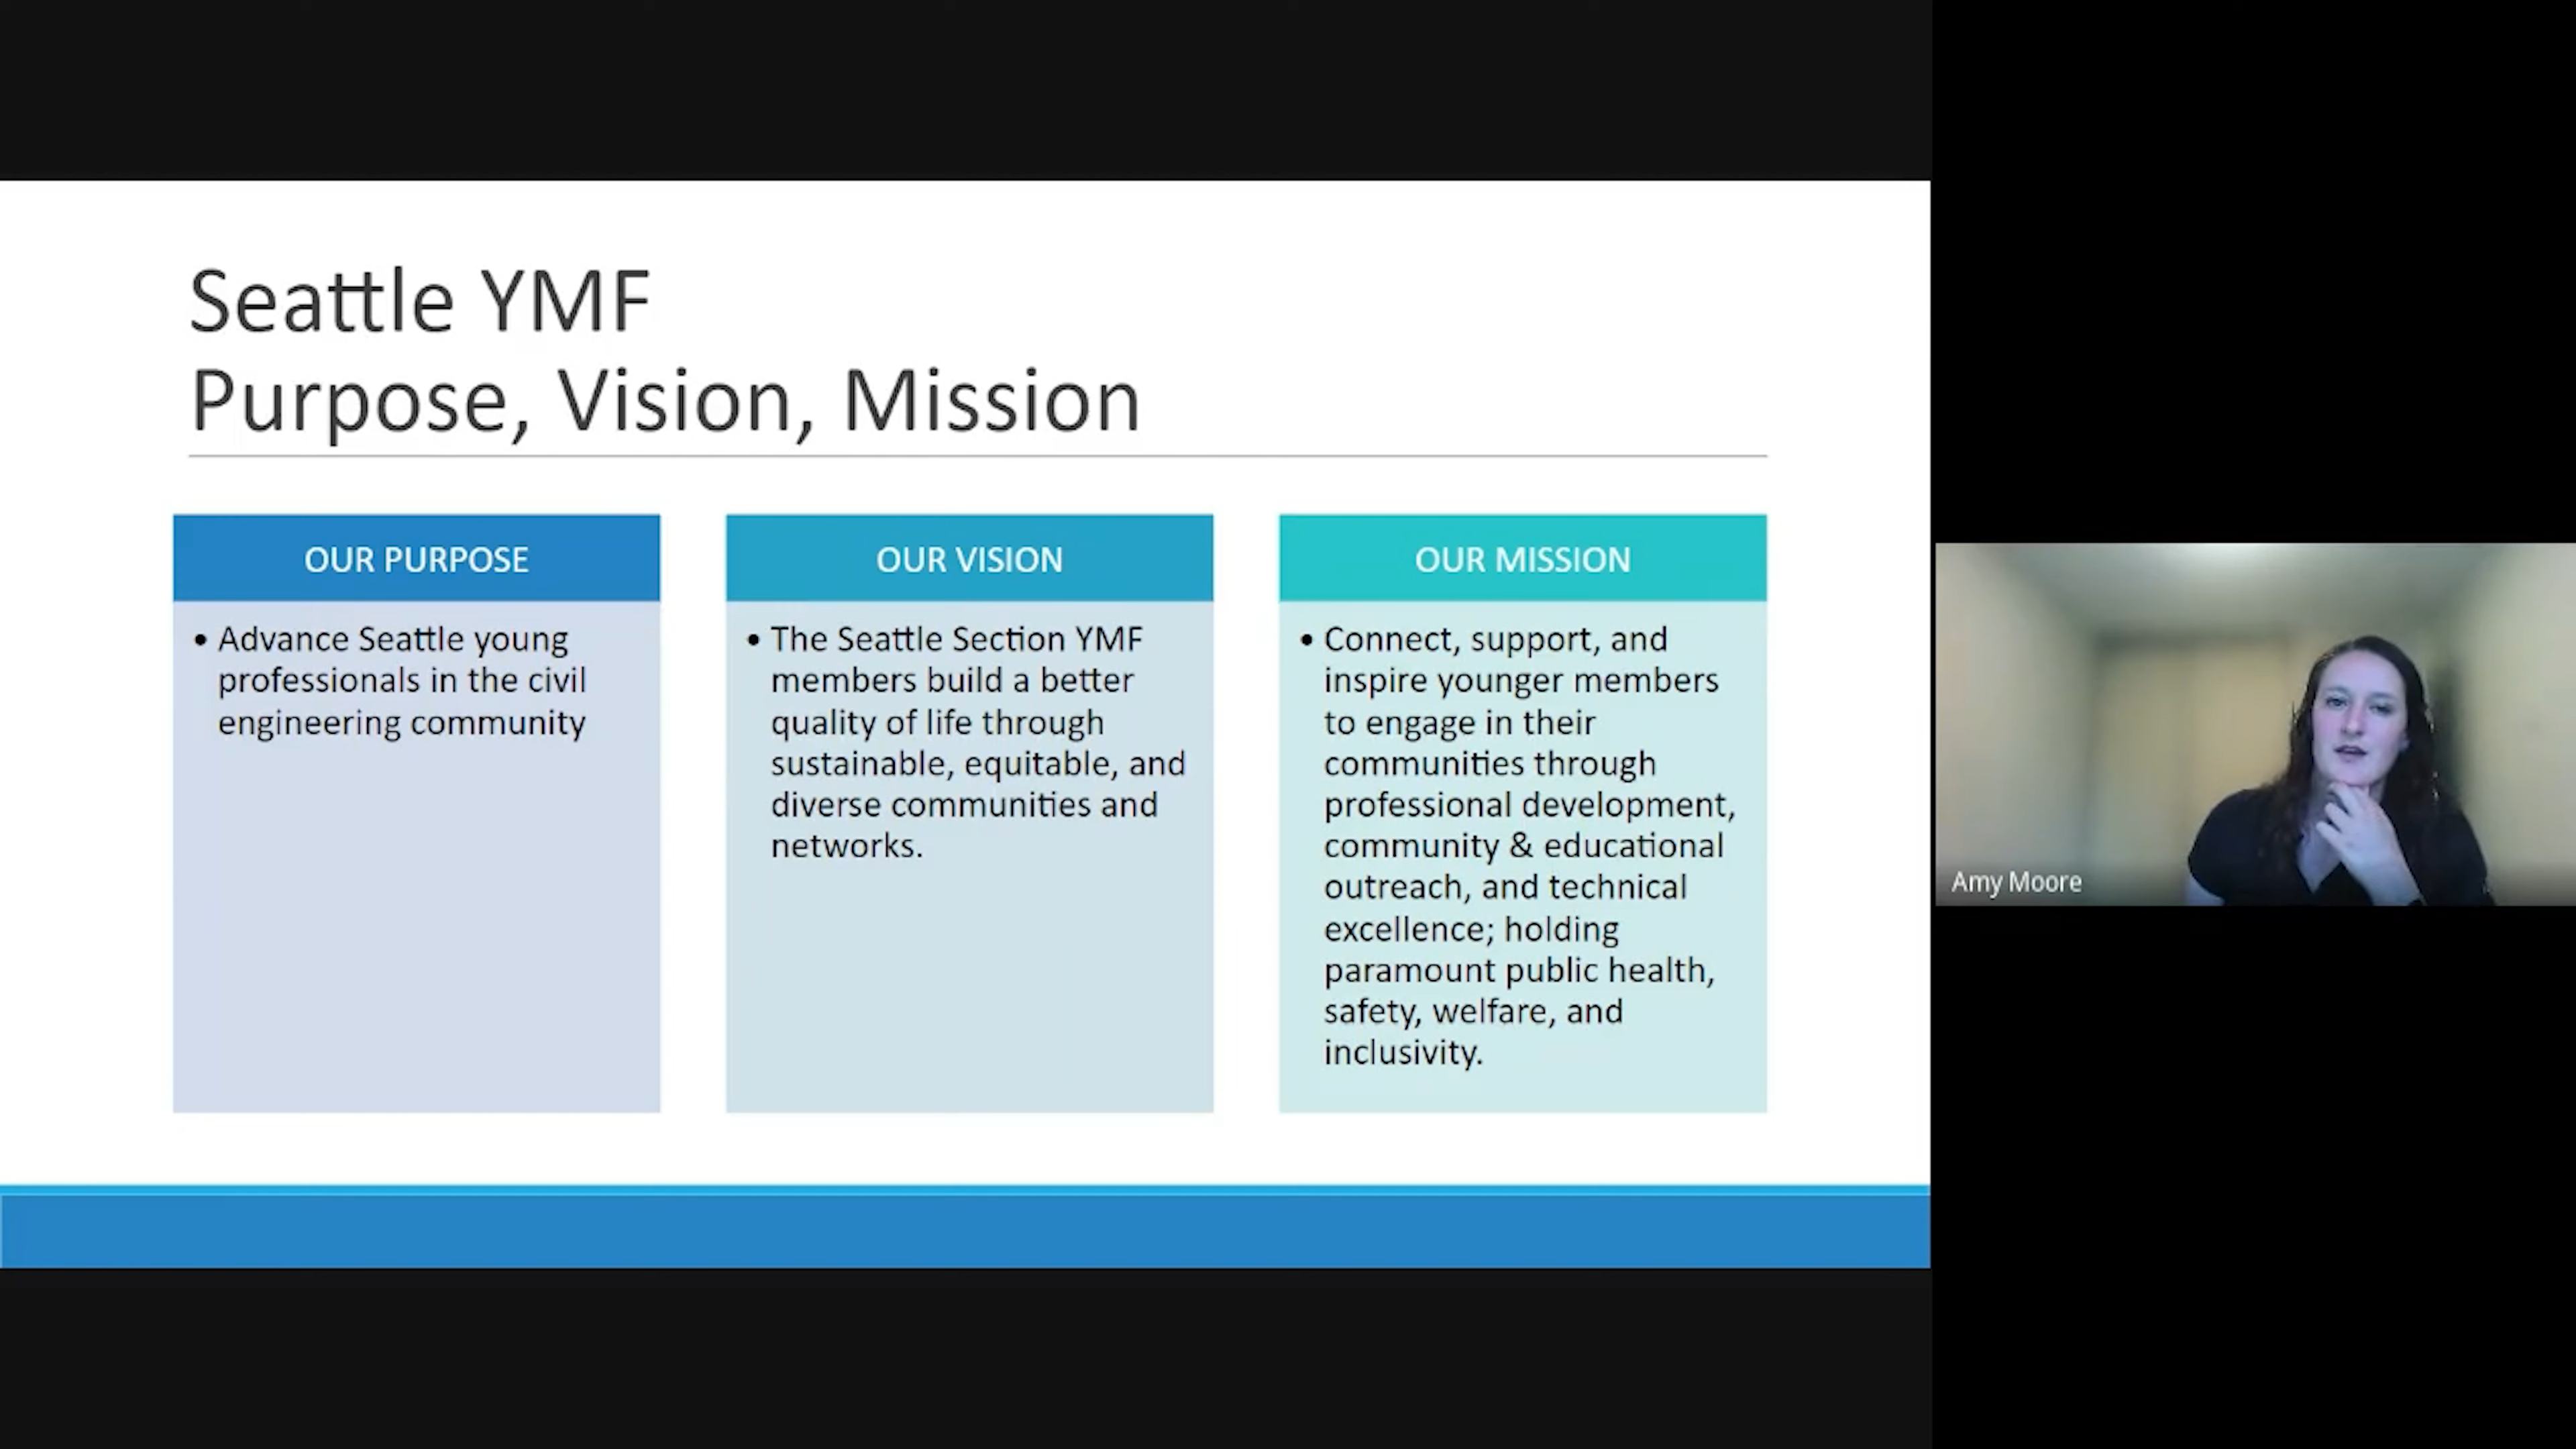 Seattle YMF
Purpose, Vision, Mission
OUR PURPOSE
• Advance Seattle young
professionals in the civil
engineering community
OUR VISION
• The Seattle Section YMF
members build a better
quality of life through
sustainable, equitable, and
diverse communities and
networks.
OUR MISSION
• Connect, support, and
inspire younger members
to engage in their
communities through
professional development,
community & educational
outreach, and technical
excellence; holding
paramount public health,
safety, welfare, and
inclusivity.
Amy Moore